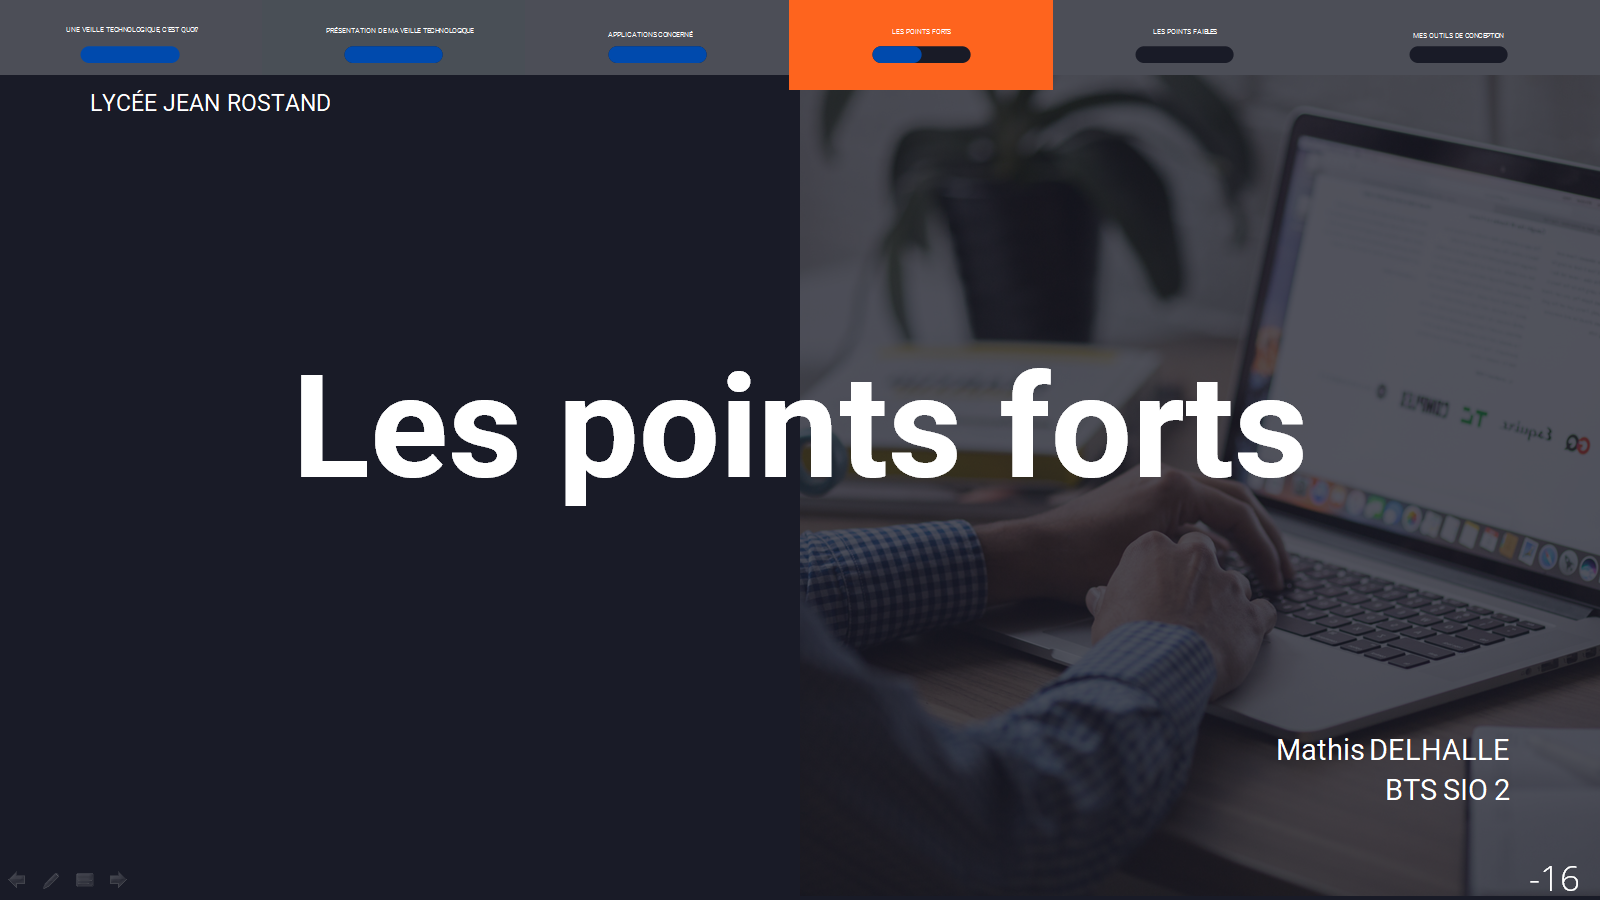 UNE VEILLE TECHNOLOGIQUE, C'EST QUOI?
PRÉSENTATION DE MA VEILLE TECHNOLOGIQUE
APPLICATIONS CONCERNÉ
LES POINTS FORTS
LES POINTS FAIBLES
MES OUTILS DE CONCEPTION
LYCÉE JEAN ROSTAND
Les points forts
Mathis DELHALLE
BTS SIO 2
-16